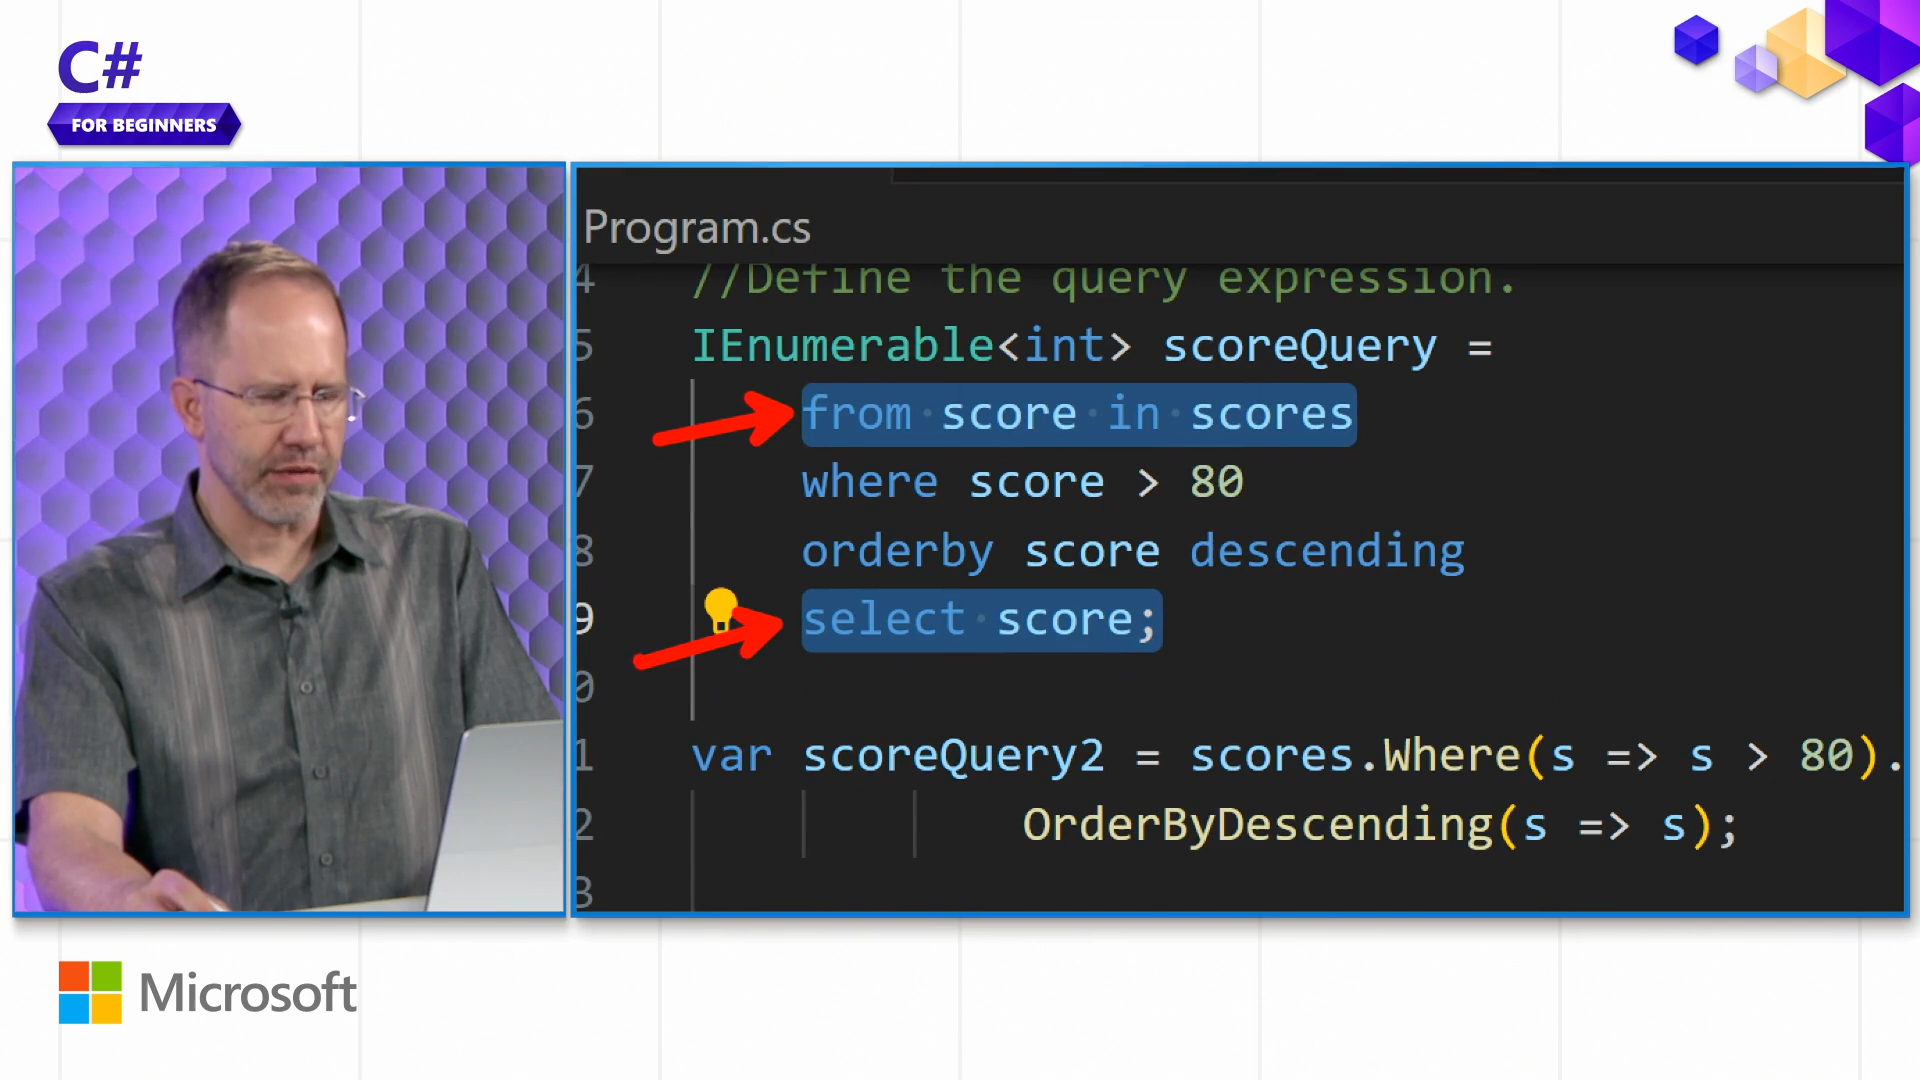 C#
FOR BEGINNERS
Program.cs
4 //Define the query expression.
5 IEnumerable<int> scoreQuery =
6 from score in scores
7 where score > 80
8 orderby score descending
9 select score;
0
1 var scoreQuery2 = scores.Where(s => s > 80).
2 OrderByDescending(s => s);
3
Microsoft